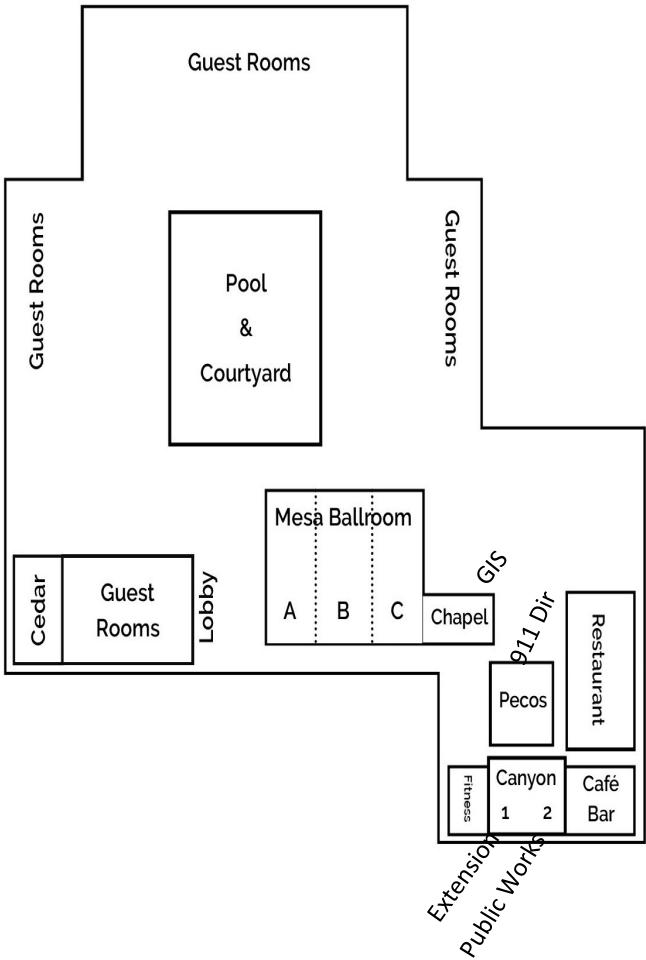 Guest Rooms
Guest Rooms
Guest Rooms
Pool
&
Courtyard
Mesa Ballroom
A B C
Chapel
GIS
911 Dir
Cedar
Guest
Rooms
Lobby
Restaurant
Pecos
Fitness
Canyon
1 2
Café
Bar
Extension
Public Works